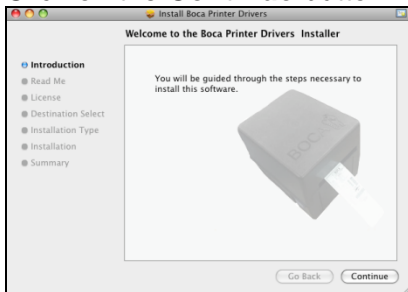 Install Boca Printer Drivers
Welcome to the Boca Printer Drivers Installer
Introduction
Read Me
License
Destination Select
Installation Type
Installation
Summary
You will be guided through the steps necessary to
install this software.
BOCA
Go Back
Continue